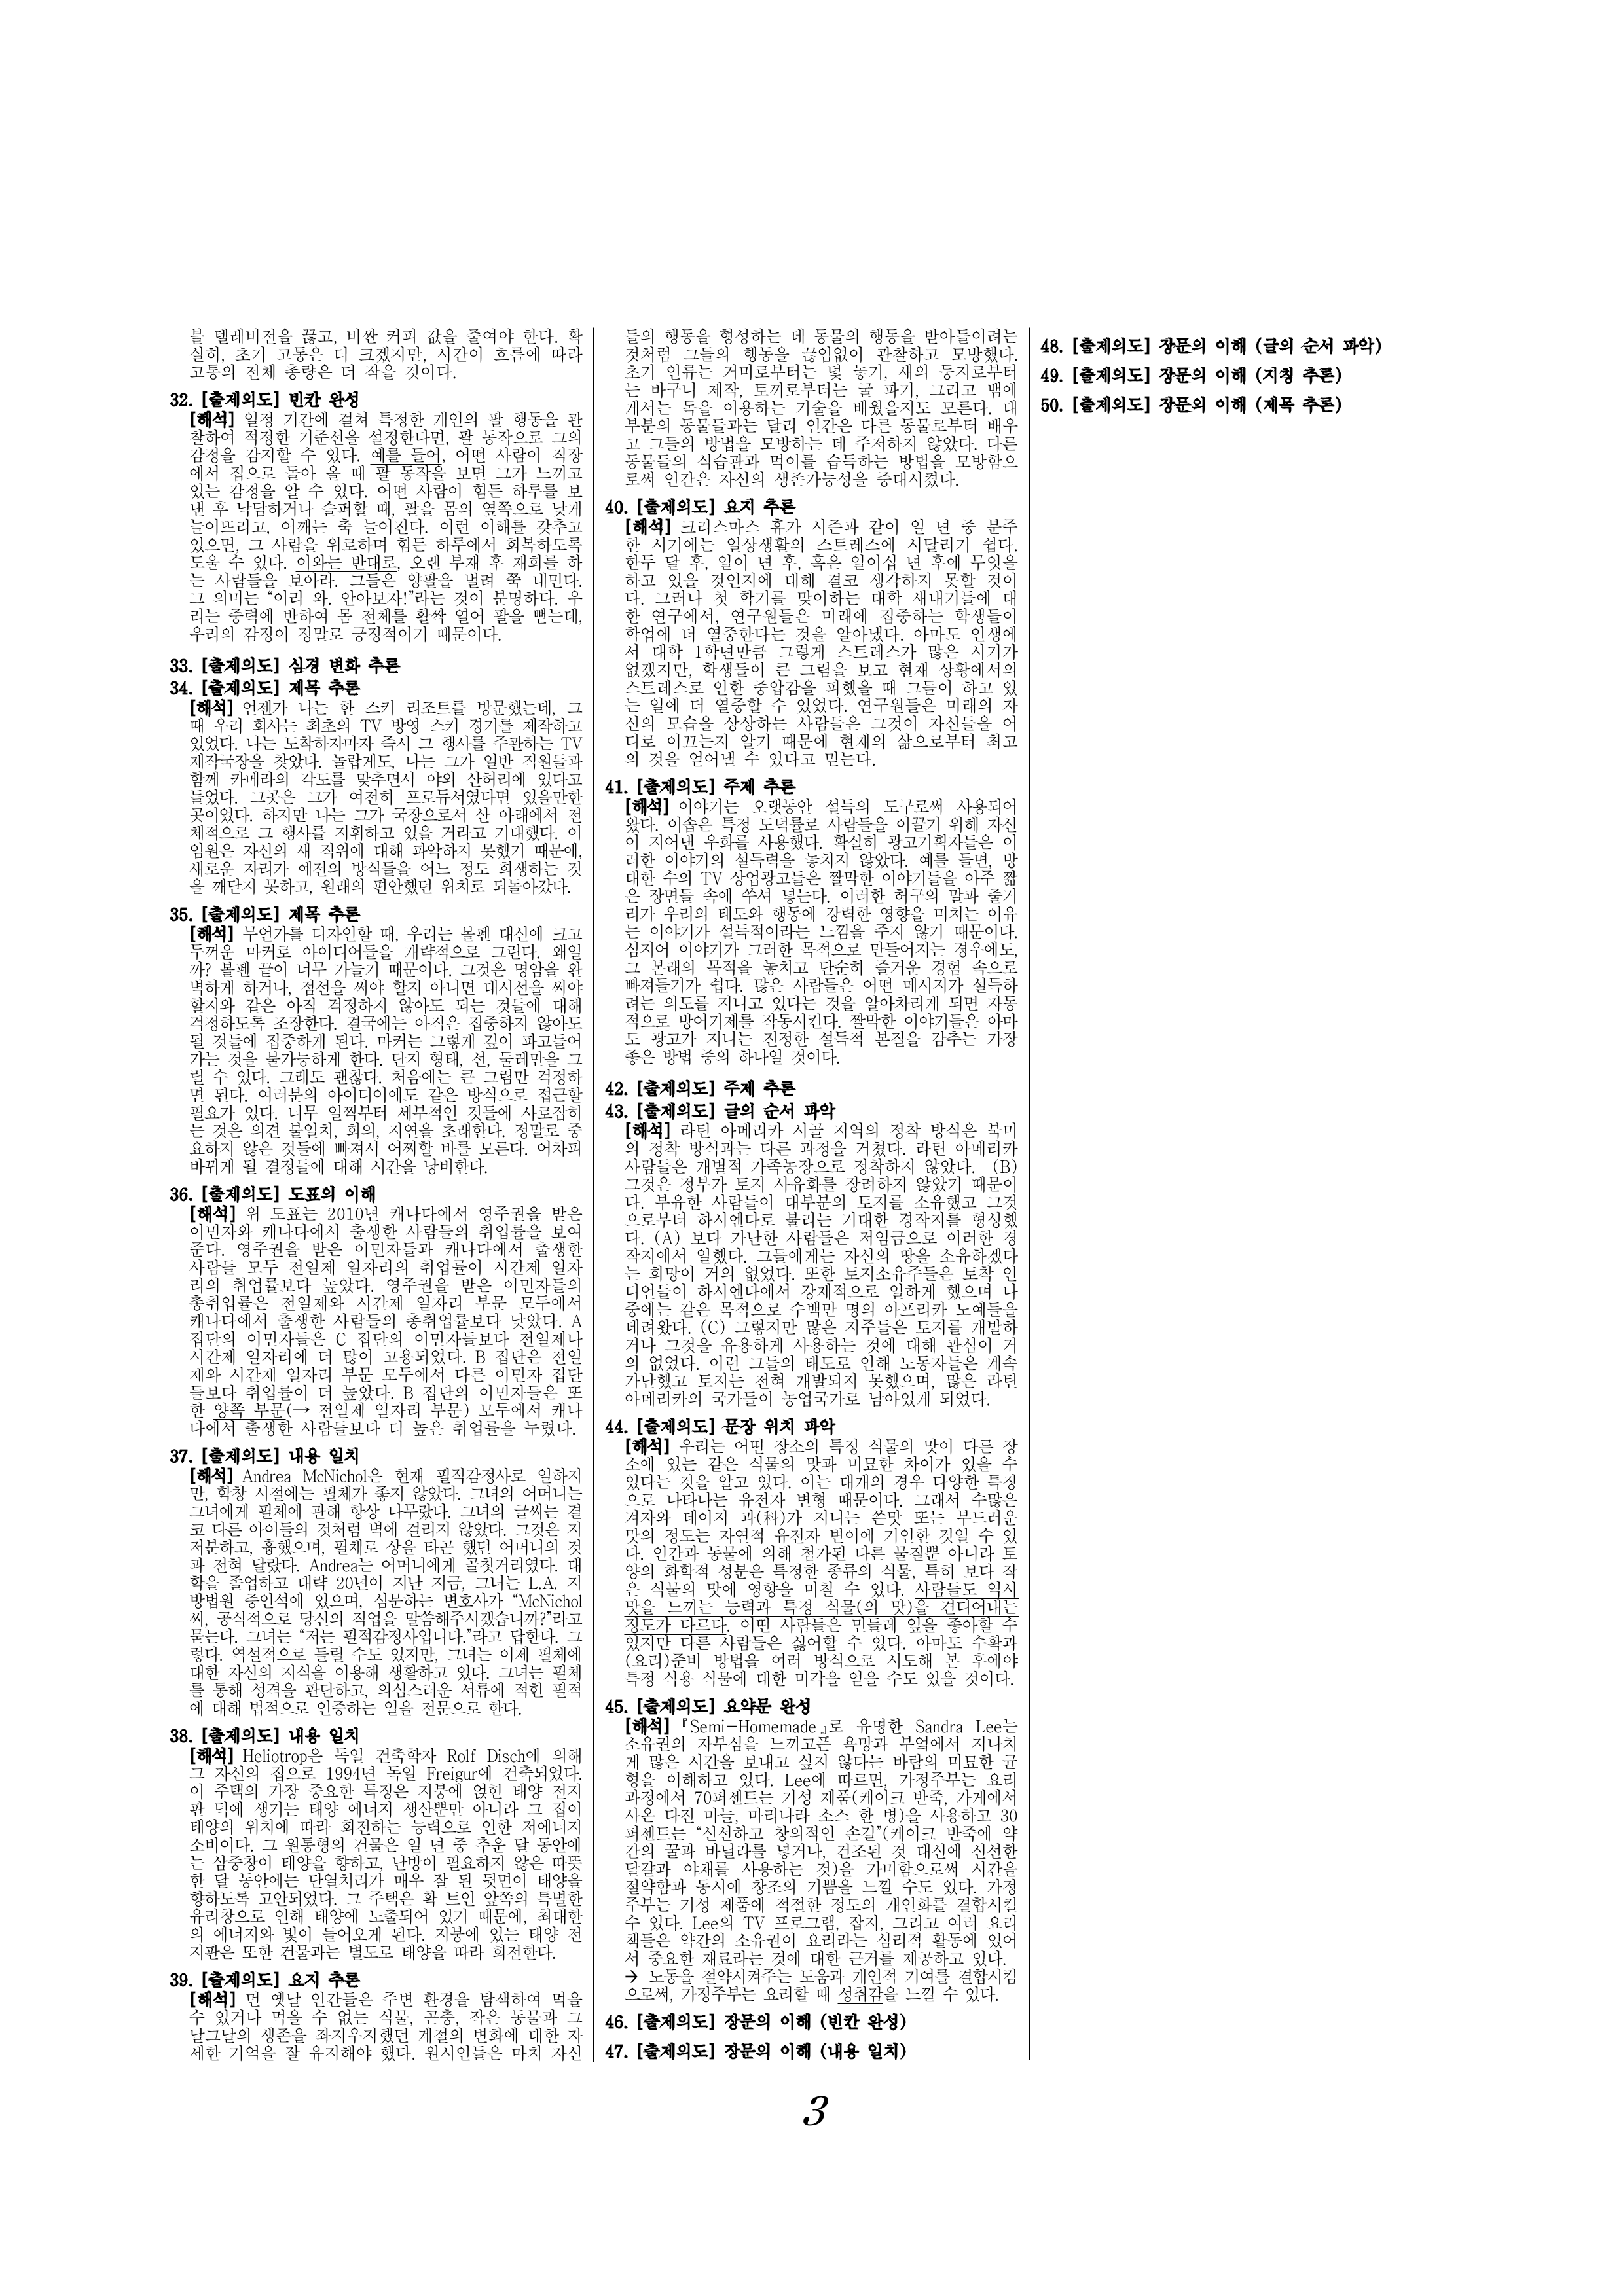 블 텔레비전을 끊고, 비싼 커피 값을 줄여야 한다. 확
실히, 초기 고통은 더 크겠지만, 시간이 흐름에 따라
고통의 전체 총량은 더 작을 것이다.
32. [출제의도] 빈칸 완성
[해석] 일정 기간에 걸쳐 특정한 개인의 팔 행동을 관
찰하여 적정한 기준선을 설정한다면, 팔 동작으로 그의
감정을 감지할 수 있다. 예를 들어, 어떤 사람이 직장
에서 집으로 돌아 올 때 팔 동작을 보면 그가 느끼고
있는 감정을 알 수 있다. 어떤 사람이 힘든 하루를 보
낸 후 낙담하거나 슬퍼할 때, 팔을 몸의 옆쪽으로 낮게
늘어뜨리고, 어깨는 축 늘어진다. 이런 이해를 갖추고
있으면, 그 사람을 위로하며 힘든 하루에서 회복하도록
도울 수 있다. 이와는 반대로, 오랜 부재 후 재회를 하
는 사람들을 보아라. 그들은 양팔을 벌려 쭉 내민다.
그 의미는 “이리 와. 안아보자!”라는 것이 분명하다. 우
리는 중력에 반하여 몸 전체를 활짝 열어 팔을 뻗는데,
우리의 감정이 정말로 긍정적이기 때문이다.
33. [출제의도] 심경 변화 추론
34. [출제의도] 제목 추론
[해석] 언젠가 나는 한 스키 리조트를 방문했는데, 그
때 우리 회사는 최초의 TV 방영 스키 경기를 제작하고
있었다. 나는 도착하자마자 즉시 그 행사를 주관하는 TV
제작국장을 찾았다. 놀랍게도, 나는 그가 일반 직원들과
함께 카메라의 각도를 맞추면서 야외 산허리에 있다고
들었다. 그곳은 그가 여전히 프로듀서였다면 있을만한
곳이었다. 하지만 나는 그가 국장으로서 산 아래에서 전
체적으로 그 행사를 지휘하고 있을 거라고 기대했다. 이
임원은 자신의 새 직위에 대해 파악하지 못했기 때문에,
새로운 자리가 예전의 방식들을 어느 정도 희생하는 것
을 깨닫지 못하고, 원래의 편안했던 위치로 되돌아갔다.
35. [출제의도] 제목 추론
[해석] 무언가를 디자인할 때, 우리는 볼펜 대신에 크고
두꺼운 마커로 아이디어들을 개략적으로 그린다. 왜일
까? 볼펜 끝이 너무 가늘기 때문이다. 그것은 명암을 완
벽하게 하거나, 점선을 써야 할지 아니면 대시선을 써야
할지와 같은 아직 걱정하지 않아도 되는 것들에 대해
걱정하도록 조장한다. 결국에는 아직은 집중하지 않아도
될 것들에 집중하게 된다. 마커는 그렇게 깊이 파고들어
가는 것을 불가능하게 한다. 단지 형태, 선, 둘레만을 그
릴 수 있다. 그래도 괜찮다. 처음에는 큰 그림만 걱정하
면 된다. 여러분의 아이디어에도 같은 방식으로 접근할
필요가 있다. 너무 일찍부터 세부적인 것들에 사로잡히
는 것은 의견 불일치, 회의, 지연을 초래한다. 정말로 중
요하지 않은 것들에 빠져서 어찌할 바를 모른다. 어차피
바뀌게 될 결정들에 대해 시간을 낭비한다.
36. [출제의도] 도표의 이해
[해석] 위 도표는 2010년 캐나다에서 영주권을 받은
이민자와 캐나다에서 출생한 사람들의 취업률을 보여
준다. 영주권을 받은 이민자들과 캐나다에서 출생한
사람들 모두 전일제 일자리의 취업률이 시간제 일자
리의 취업률보다 높았다. 영주권을 받은 이민자들의
총취업률은 전일제와 시간제 일자리 부문 모두에서
캐나다에서 출생한 사람들의 총취업률보다 낮았다. A
집단의 이민자들은 C 집단의 이민자들보다 전일제나
시간제 일자리에 더 많이 고용되었다. B 집단은 전일
제와 시간제 일자리 부문 모두에서 다른 이민자 집단
들보다 취업률이 더 높았다. B 집단의 이민자들은 또
한 양쪽 부문(→ 전일제 일자리 부문) 모두에서 캐나
다에서 출생한 사람들보다 더 높은 취업률을 누렸다.
37. [출제의도] 내용 일치
[해석] Andrea McNichol은 현재 필적감정사로 일하지
만, 학창 시절에는 필체가 좋지 않았다. 그녀의 어머니는
그녀에게 필체에 관해 항상 나무랐다. 그녀의 글씨는 결
코 다른 아이들의 것처럼 벽에 걸리지 않았다. 그것은 지
저분하고, 흉했으며, 필체로 상을 타곤 했던 어머니의 것
과 전혀 달랐다. Andrea는 어머니에게 골칫거리였다. 대
학을 졸업하고 대략 20년이 지난 지금, 그녀는 L.A. 지
방법원 증인석에 있으며, 심문하는 변호사가 “McNichol
씨, 공식적으로 당신의 직업을 말씀해주시겠습니까?”라고
묻는다. 그녀는 “저는 필적감정사입니다.”라고 답한다. 그
렇다. 역설적으로 들릴 수도 있지만, 그녀는 이제 필체에
대한 자신의 지식을 이용해 생활하고 있다. 그녀는 필체
를 통해 성격을 판단하고, 의심스러운 서류에 적힌 필적
에 대해 법적으로 인증하는 일을 전문으로 한다.
38. [출제의도] 내용 일치
[해석] Heliotrop은 독일 건축학자 Rolf Disch에 의해
그 자신의 집으로 1994년 독일 Freigur에 건축되었다.
이 주택의 가장 중요한 특징은 지붕에 얹힌 태양 전지
판 덕에 생기는 태양 에너지 생산뿐만 아니라 그 집이
태양의 위치에 따라 회전하는 능력으로 인한 저에너지
소비이다. 그 원통형의 건물은 일 년 중 추운 달 동안에
는 삼중창이 태양을 향하고, 난방이 필요하지 않은 따뜻
한 달 동안에는 단열처리가 매우 잘 된 뒷면이 태양을
향하도록 고안되었다. 그 주택은 확 트인 앞쪽의 특별한
유리창으로 인해 태양에 노출되어 있기 때문에, 최대한
의 에너지와 빛이 들어오게 된다. 지붕에 있는 태양 전
지판은 또한 건물과는 별도로 태양을 따라 회전한다.
39. [출제의도] 요지 추론
[해석] 먼 옛날 인간들은 주변 환경을 탐색하여 먹을
수 있거나 먹을 수 없는 식물, 곤충, 작은 동물과 그
날그날의 생존을 좌지우지했던 계절의 변화에 대한 자
세한 기억을 잘 유지해야 했다. 원시인들은 마치 자신
들의 행동을 형성하는 데 동물의 행동을 받아들이려는
것처럼 그들의 행동을 끊임없이 관찰하고 모방했다.
초기 인류는 거미로부터는 덫 놓기, 새의 둥지로부터
는 바구니 제작, 토끼로부터는 굴 파기, 그리고 뱀에
게서는 독을 이용하는 기술을 배웠을지도 모른다. 대
부분의 동물들과는 달리 인간은 다른 동물로부터 배우
고 그들의 방법을 모방하는 데 주저하지 않았다. 다른
동물들의 식습관과 먹이를 습득하는 방법을 모방함으
로써 인간은 자신의 생존가능성을 증대시켰다.
40. [출제의도] 요지 추론
[해석] 크리스마스 휴가 시즌과 같이 일 년 중 분주
한 시기에는 일상생활의 스트레스에 시달리기 쉽다.
한두 달 후, 일이 년 후, 혹은 일이십 년 후에 무엇을
하고 있을 것인지에 대해 결코 생각하지 못할 것이
다. 그러나 첫 학기를 맞이하는 대학 새내기들에 대
한 연구에서, 연구원들은 미래에 집중하는 학생들이
학업에 더 열중한다는 것을 알아냈다. 아마도 인생에
서 대학 1학년만큼 그렇게 스트레스가 많은 시기가
없겠지만, 학생들이 큰 그림을 보고 현재 상황에서의
스트레스로 인한 중압감을 피했을 때 그들이 하고 있
는 일에 더 열중할 수 있었다. 연구원들은 미래의 자
신의 모습을 상상하는 사람들은 그것이 자신들을 어
디로 이끄는지 알기 때문에 현재의 삶으로부터 최고
의 것을 얻어낼 수 있다고 믿는다.
41. [출제의도] 주제 추론
[해석] 이야기는 오랫동안 설득의 도구로써 사용되어
왔다. 이솝은 특정 도덕률로 사람들을 이끌기 위해 자신
이 지어낸 우화를 사용했다. 확실히 광고기획자들은 이
러한 이야기의 설득력을 놓치지 않았다. 예를 들면, 방
대한 수의 TV 상업광고들은 짤막한 이야기들을 아주 짧
은 장면들 속에 쑤셔 넣는다. 이러한 허구의 말과 줄거
리가 우리의 태도와 행동에 강력한 영향을 미치는 이유
는 이야기가 설득적이라는 느낌을 주지 않기 때문이다.
심지어 이야기가 그러한 목적으로 만들어지는 경우에도,
그 본래의 목적을 놓치고 단순히 즐거운 경험 속으로
빠져들기가 쉽다. 많은 사람들은 어떤 메시지가 설득하
려는 의도를 지니고 있다는 것을 알아차리게 되면 자동
적으로 방어기제를 작동시킨다. 짤막한 이야기들은 아마
도 광고가 지니는 진정한 설득적 본질을 감추는 가장
좋은 방법 중의 하나일 것이다.
42. [출제의도] 주제 추론
43. [출제의도] 글의 순서 파악
[해석] 라틴 아메리카 시골 지역의 정착 방식은 북미
의 정착 방식과는 다른 과정을 거쳤다. 라틴 아메리카
사람들은 개별적 가족농장으로 정착하지 않았다. (B)
그것은 정부가 토지 사유화를 장려하지 않았기 때문이
다. 부유한 사람들이 대부분의 토지를 소유했고 그것
으로부터 하시엔다로 불리는 거대한 경작지를 형성했
다. (A) 보다 가난한 사람들은 저임금으로 이러한 경
작지에서 일했다. 그들에게는 자신의 땅을 소유하겠다
는 희망이 거의 없었다. 또한 토지소유주들은 토착 인
디언들이 하시엔다에서 강제적으로 일하게 했으며 나
중에는 같은 목적으로 수백만 명의 아프리카 노예들을
데려왔다. (C) 그렇지만 많은 지주들은 토지를 개발하
거나 그것을 유용하게 사용하는 것에 대해 관심이 거
의 없었다. 이런 그들의 태도로 인해 노동자들은 계속
가난했고 토지는 전혀 개발되지 못했으며, 많은 라틴
아메리카의 국가들이 농업국가로 남아있게 되었다.
44. [출제의도] 문장 위치 파악
[해석] 우리는 어떤 장소의 특정 식물의 맛이 다른 장
소에 있는 같은 식물의 맛과 미묘한 차이가 있을 수
있다는 것을 알고 있다. 이는 대개의 경우 다양한 특징
으로 나타나는 유전자 변형 때문이다. 그래서 수많은
겨자와 데이지 과(科)가 지니는 쓴맛 또는 부드러운
맛의 정도는 자연적 유전자 변이에 기인한 것일 수 있
다. 인간과 동물에 의해 첨가된 다른 물질뿐 아니라 토
양의 화학적 성분은 특정한 종류의 식물, 특히 보다 작
은 식물의 맛에 영향을 미칠 수 있다. 사람들도 역시
맛을 느끼는 능력과 특정 식물(의 맛)을 견디어내는
정도가 다르다. 어떤 사람들은 민들레 잎을 좋아할 수
있지만 다른 사람들은 싫어할 수 있다. 아마도 수확과
(요리)준비 방법을 여러 방식으로 시도해 본 후에야
특정 식용 식물에 대한 미각을 얻을 수도 있을 것이다.
45. [출제의도] 요약문 완성
[해석] 『Semi-Homemade』로 유명한 Sandra Lee는
소유권의 자부심을 느끼고픈 욕망과 부엌에서 지나치
게 많은 시간을 보내고 싶지 않다는 바람의 미묘한 균
형을 이해하고 있다. Lee에 따르면, 가정주부는 요리
과정에서 70퍼센트는 기성 제품(케이크 반죽, 가게에서
사온 다진 마늘, 마리나라 소스 한 병)을 사용하고 30
퍼센트는 “신선하고 창의적인 손길”(케이크 반죽에 약
간의 꿀과 바닐라를 넣거나, 건조된 것 대신에 신선한
달걀과 야채를 사용하는 것)을 가미함으로써 시간을
절약함과 동시에 창조의 기쁨을 느낄 수도 있다. 가정
주부는 기성 제품에 적절한 정도의 개인화를 결합시킬
수 있다. Lee의 TV 프로그램, 잡지, 그리고 여러 요리
책들은 약간의 소유권이 요리라는 심리적 활동에 있어
서 중요한 재료라는 것에 대한 근거를 제공하고 있다.
→ 노동을 절약시켜주는 도움과 개인적 기여를 결합시킴
으로써, 가정주부는 요리할 때 성취감을 느낄 수 있다.
46. [출제의도] 장문의 이해 (빈칸 완성)
47. [출제의도] 장문의 이해 (내용 일치)
48. [출제의도] 장문의 이해 (글의 순서 파악)
49. [출제의도] 장문의 이해 (지칭 추론)
50. [출제의도] 장문의 이해 (제목 추론)
3